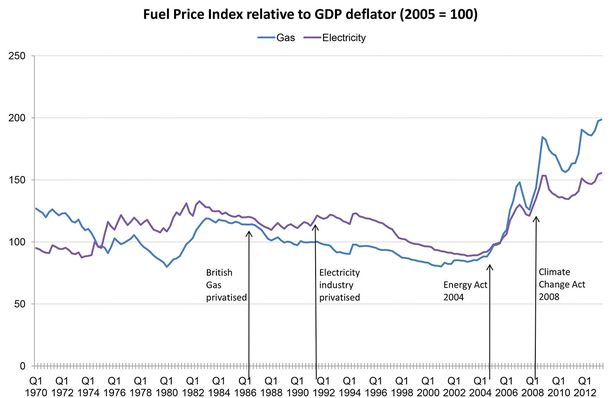 Fuel Price Index relative to GDP deflator (2005 = 100)
Gas Electricity
250
200
150
100
50
0
British
Gas
privatised
Electricity
industry
privatised
Energy Act
2004
Climate
Change Act
2008
Q1 Q1 Q1 Q1 Q1 Q1 Q1 Q1 Q1 Q1 Q1 Q1 Q1 Q1 Q1 Q1 Q1 Q1 Q1 Q1 Q1 Q1
1970 1972 1974 1976 1978 1980 1982 1984 1986 1988 1990 1992 1994 1996 1998 2000 2002 2004 2006 2008 2010 2012